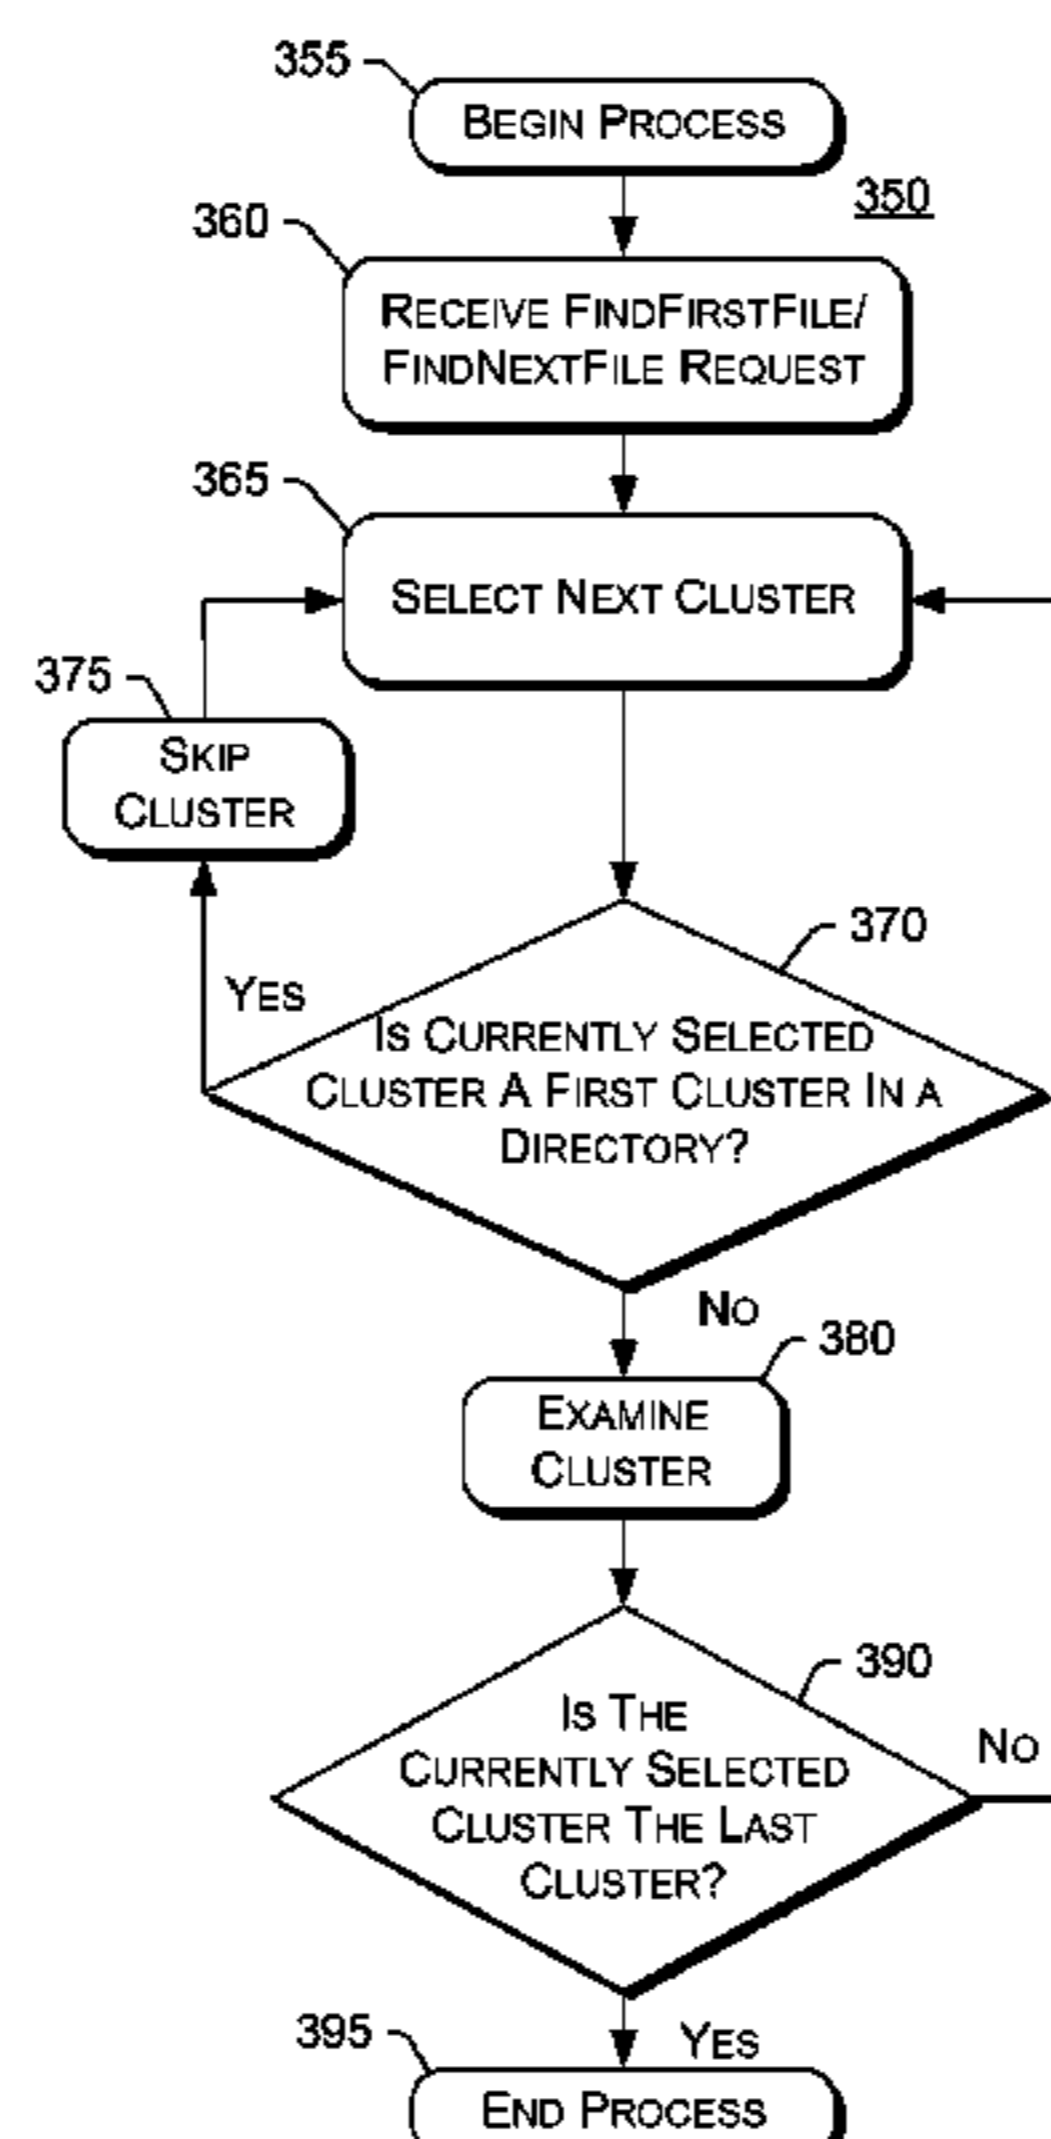 355
BEGIN PROCESS
350
360
RECEIVE FINDFIRSTFILE/
FINDNEXTFILE REQUEST
365
SELECT NEXT CLUSTER
375
SKIP
CLUSTER
370
YES
IS CURRENTLY SELECTED
CLUSTER A FIRST CLUSTER IN A
DIRECTORY?
NO
380
EXAMINE
CLUSTER
390
IS THE
CURRENTLY SELECTED
CLUSTER THE LAST
CLUSTER?
NO
395
YES
END PROCESS